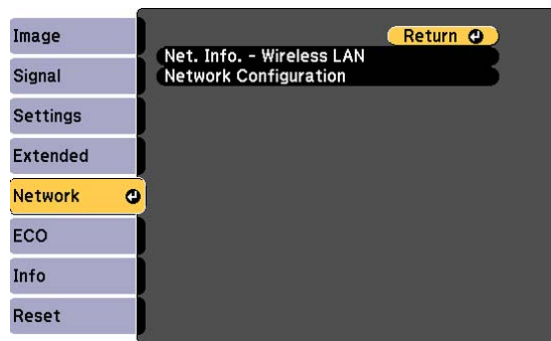 Image
Signal
Settings
Extended
Network
ECO
Info
Reset
Return
Net. Info. - Wireless LAN
Network Configuration